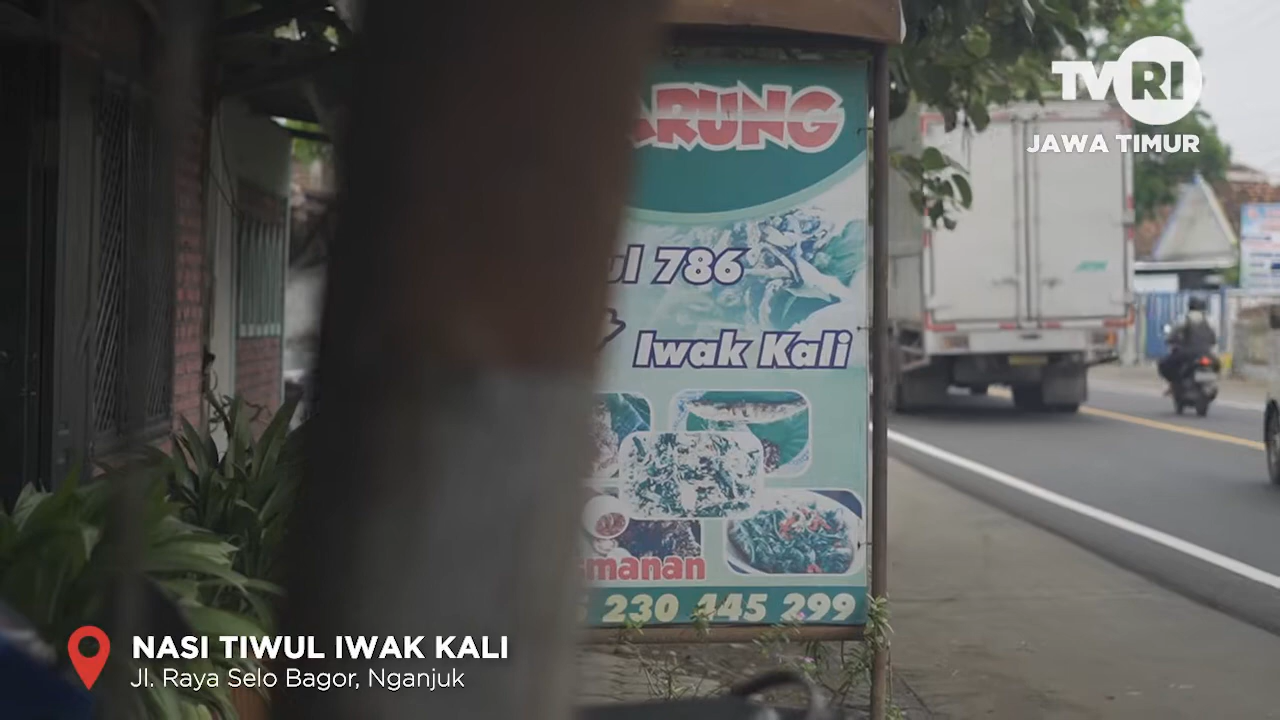 TVRI
JAWA TIMUR
ARUNG
ul 786
& Iwak Kali
manan
230 445 299
NASI TIWUL IWAK KALI
Jl. Raya Selo Bagor, Nganjuk